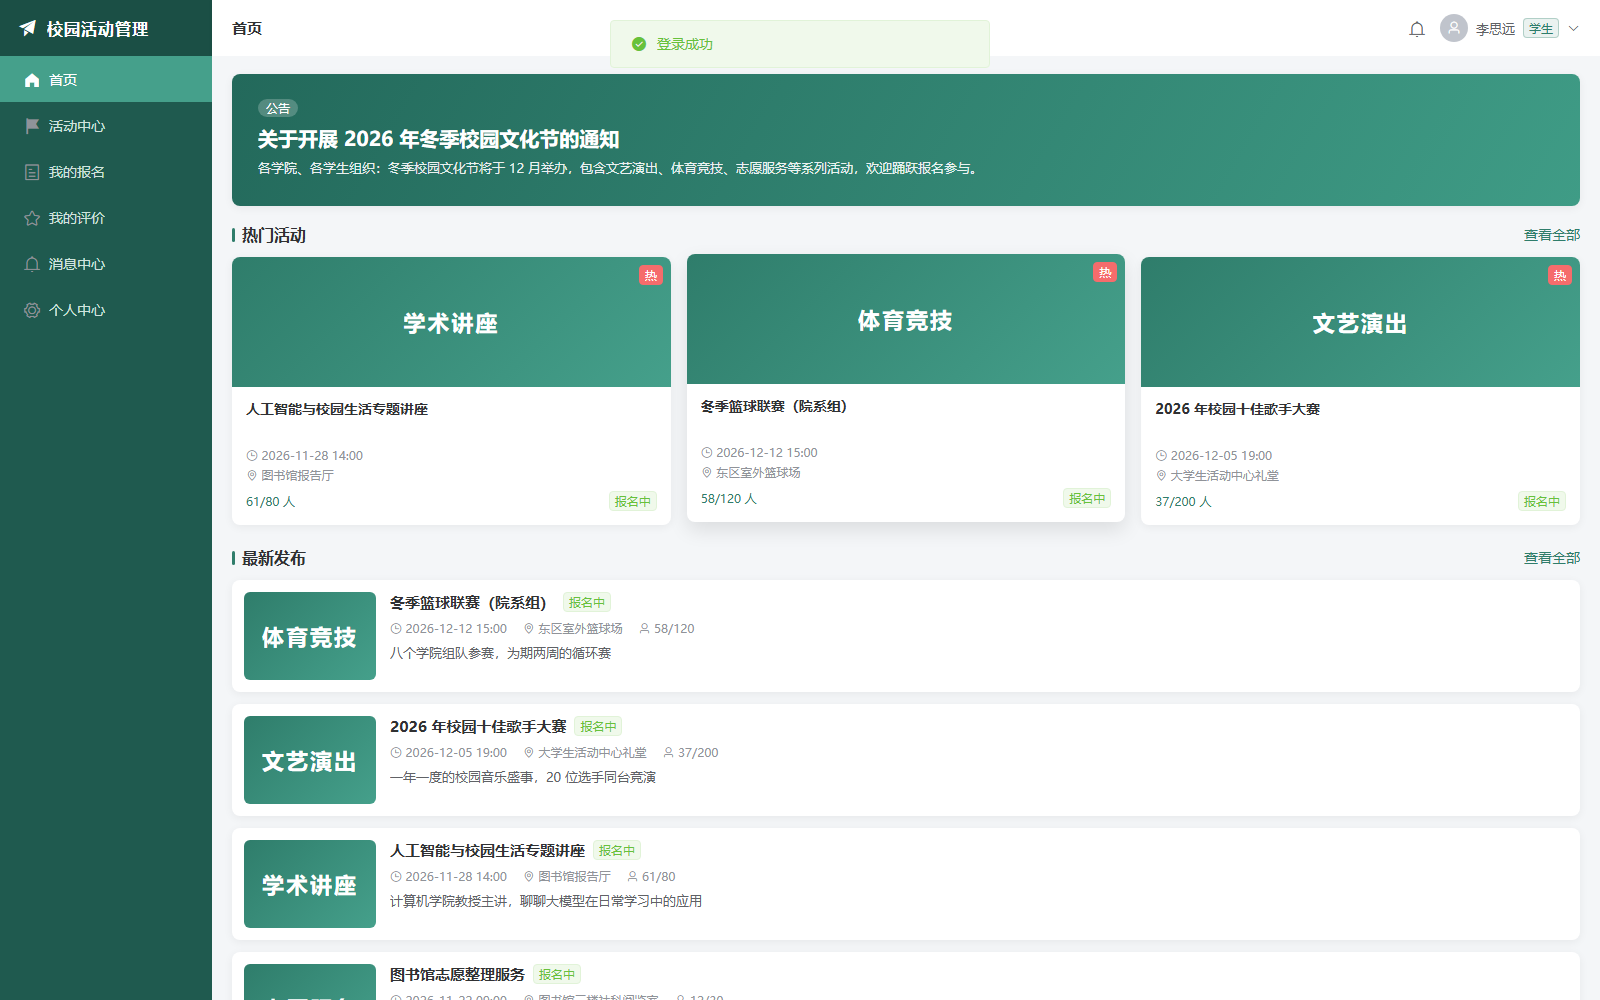 校园活动管理
首页
活动中心
我的报名
我的评价
消息中心
个人中心
首页
登录成功
李思远 学生
公告
关于开展 2026 年冬季校园文化节的通知
各学院、各学生组织：冬季校园文化节将于 12 月举办，包含文艺演出、体育竞技、志愿服务等系列活动，欢迎踊跃报名参与。
热门活动 查看全部
热
学术讲座
人工智能与校园生活专题讲座
2026-11-28 14:00
图书馆报告厅
61/80 人 报名中
热
体育竞技
冬季篮球联赛（院系组）
2026-12-12 15:00
东区室外篮球场
58/120 人 报名中
热
文艺演出
2026 年校园十佳歌手大赛
2026-12-05 19:00
大学生活动中心礼堂
37/200 人 报名中
最新发布 查看全部
体育竞技
冬季篮球联赛（院系组） 报名中
2026-12-12 15:00 东区室外篮球场 58/120
八个学院组队参赛，为期两周的循环赛
文艺演出
2026 年校园十佳歌手大赛 报名中
2026-12-05 19:00 大学生活动中心礼堂 37/200
一年一度的校园音乐盛事，20 位选手同台竞演
学术讲座
人工智能与校园生活专题讲座 报名中
2026-11-28 14:00 图书馆报告厅 61/80
计算机学院教授主讲，聊聊大模型在日常学习中的应用
图书馆志愿整理服务 报名中